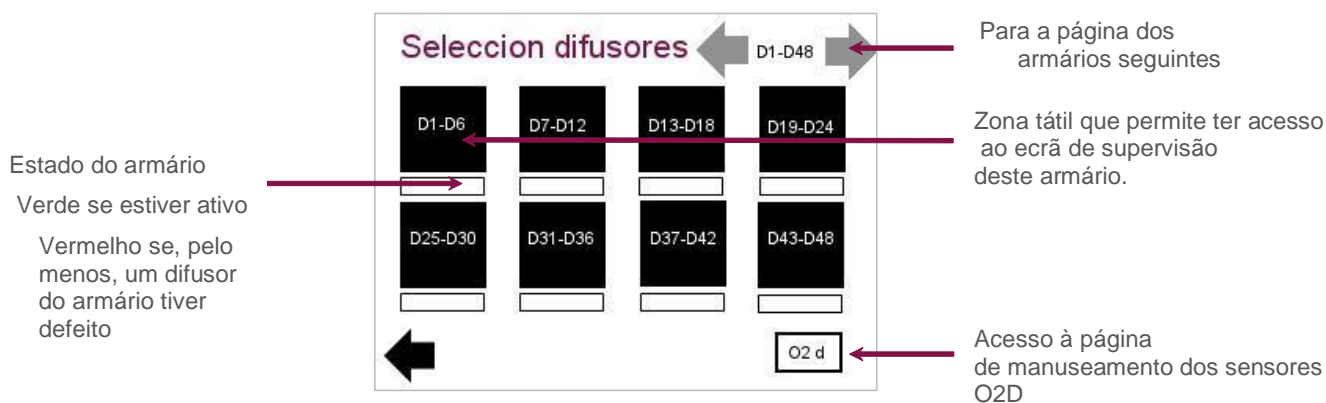 Seleccion difusores
D1-D48
Para a página dos
armários seguintes
D1-D6
D7-D12
D13-D18
D19-D24
Zona tátil que permite ter acesso
ao ecrã de supervisão
deste armário.
Estado do armário
Verde se estiver ativo
Vermelho se, pelo
menos, um difusor
do armário tiver
defeito
D25-D30
D31-D36
D37-D42
D43-D48
O2 d
Acesso à página
de manuseamento dos sensores
O2D